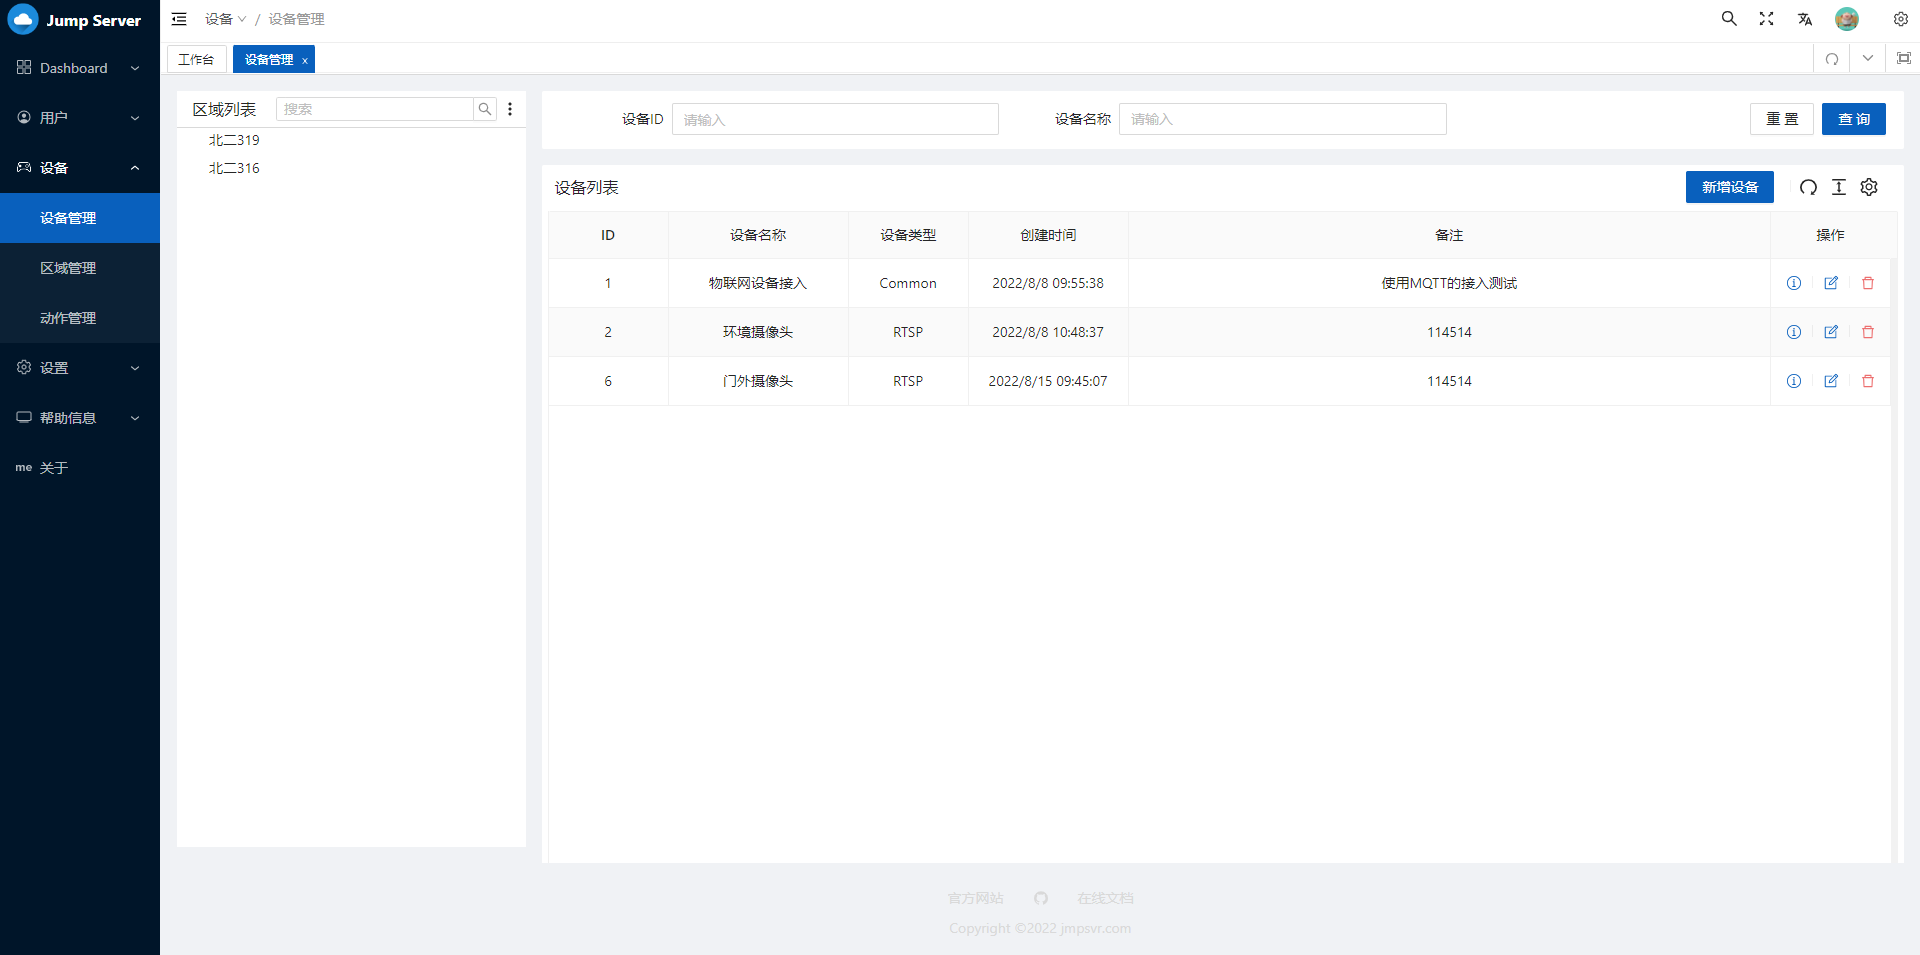 Jump Server
Dashboard
用户
设备
设备管理
区域管理
动作管理
设置
帮助信息
me 关于
设备 / 设备管理
工作台 设备管理 x
区域列表 搜索
北二319
北二316
设备ID 请输入 设备名称 请输入 重 置 查 询
设备列表 新增设备
ID 设备名称 设备类型 创建时间 备注 操作
1 物联网设备接入 Common 2022/8/8 09:55:38 使用MQTT的接入测试
2 环境摄像头 RTSP 2022/8/8 10:48:37 114514
6 门外摄像头 RTSP 2022/8/15 09:45:07 114514
官方网站 在线文档
Copyright ©2022 jmpsvr.com